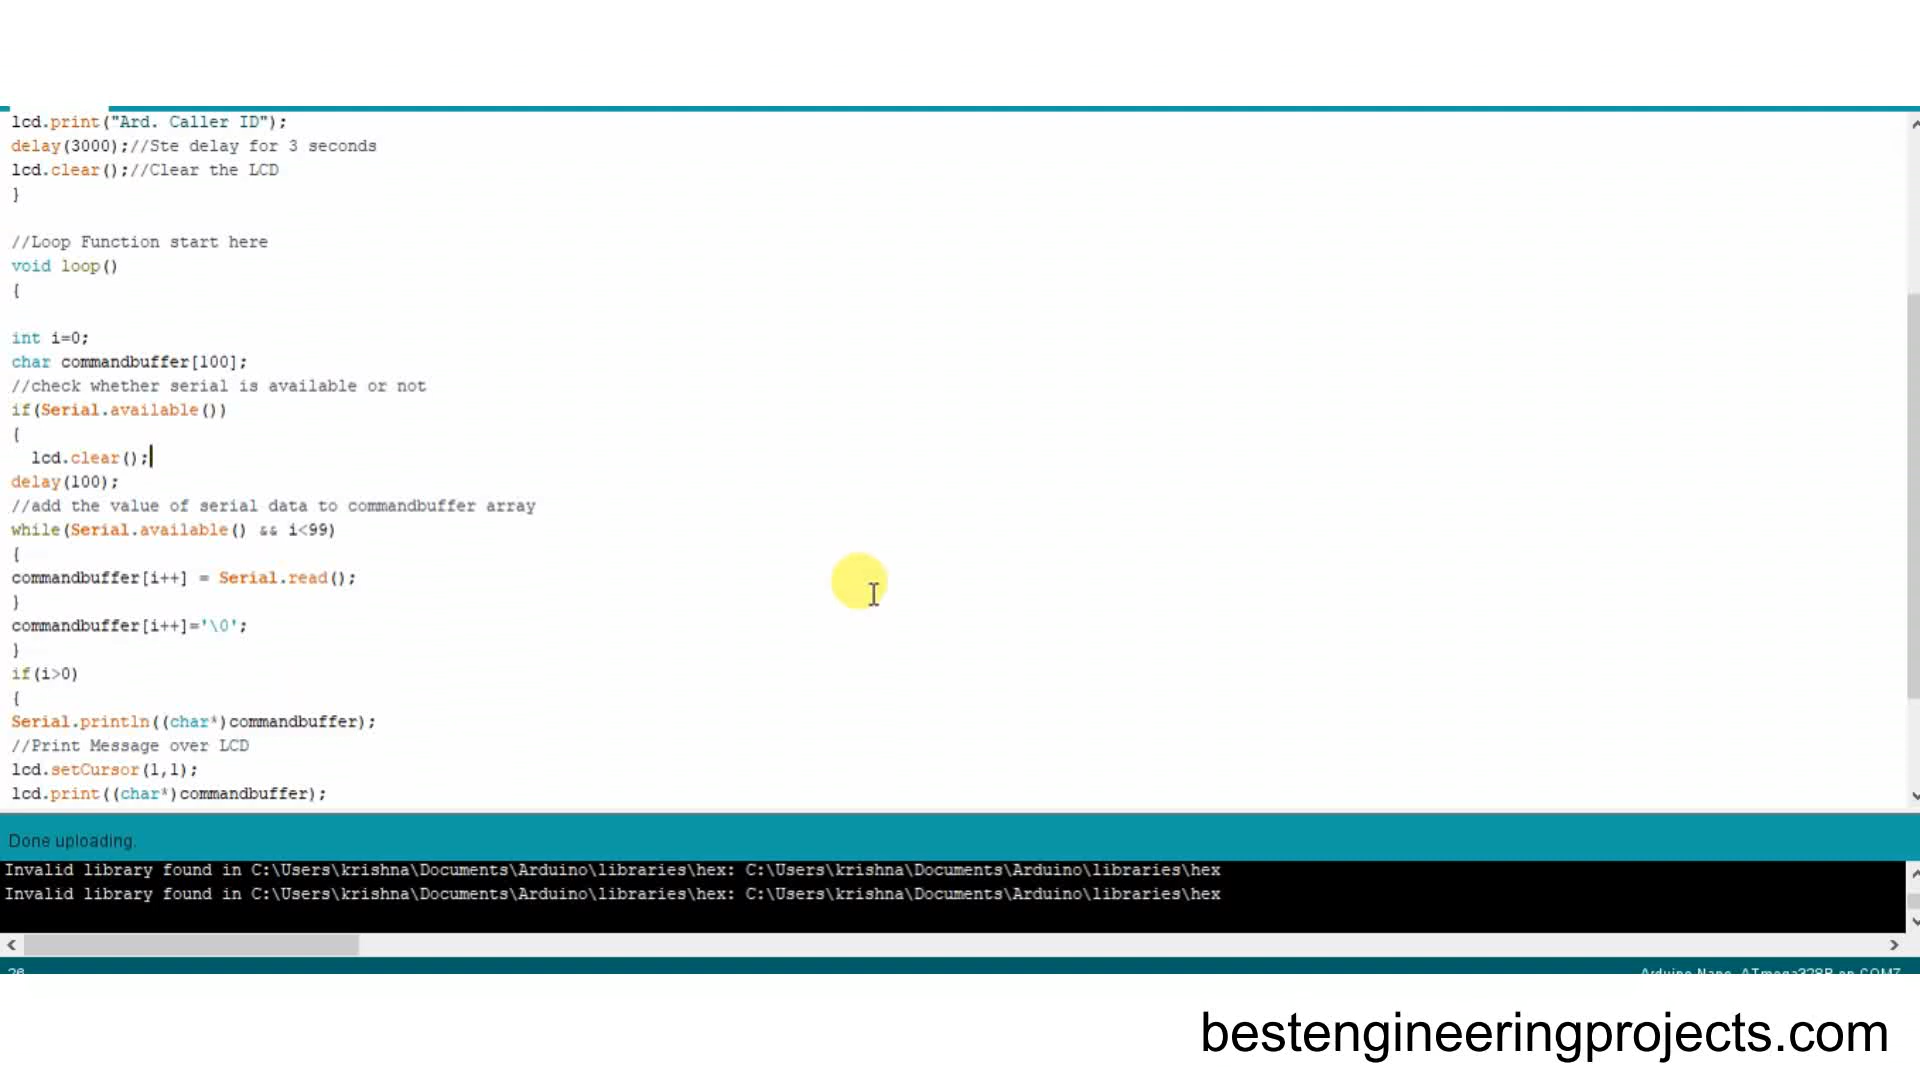 lcd.print("Ard. Caller ID");
delay(3000);//Ste delay for 3 seconds
lcd.clear();//Clear the LCD
}
//Loop Function start here
void loop()
{
int i=0;
char commandbuffer[100];
//check whether serial is available or not
if(Serial.available())
{
lcd.clear();
delay(100);
//add the value of serial data to commandbuffer array
while(Serial.available() && i<99)
{
commandbuffer[i++] = Serial.read();
}
commandbuffer[i++]='\0';
}
if(i>0)
{
Serial.println((char*)commandbuffer);
//Print Message over LCD
lcd.setCursor(1,1);
lcd.print((char*)commandbuffer);
Done uploading.
Invalid library found in C:\Users\krishna\Documents\Arduino\libraries\hex: C:\Users\krishna\Documents\Arduino\libraries\hex
Invalid library found in C:\Users\krishna\Documents\Arduino\libraries\hex: C:\Users\krishna\Documents\Arduino\libraries\hex
Arduino Nano, ATmega328P on COM7
bestengineeringprojects.com